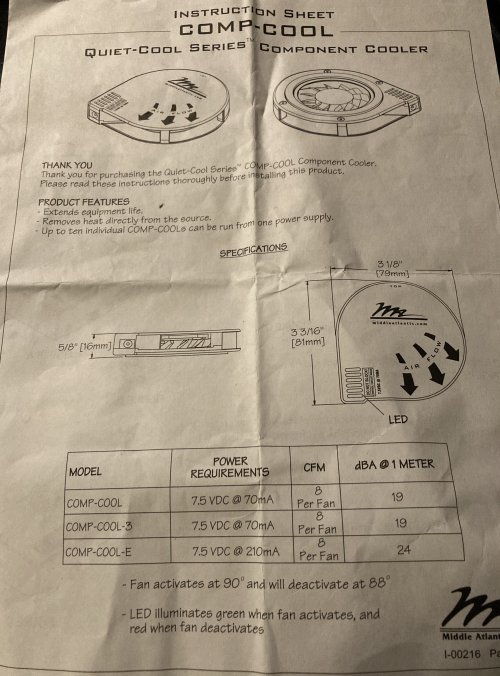 INSTRUCTION SHEET
COMP-COOL
QUIET-COOL SERIES™ COMPONENT COOLER
AIR FLOW
THANK YOU
Thank you for purchasing the Quiet-Cool Series™ COMP-COOL Component Cooler.
Please read these instructions thoroughly before installing this product.
PRODUCT FEATURES
- Extends equipment life.
- Removes heat directly from the source.
- Up to ten individual COMP-COOLs can be run from one power supply.
SPECIFICATIONS
3 1/8"
[79mm]
5/8" [16mm]
3 3/16"
[81mm]
middleatlantic.com
AIR FLOW
LED
MODEL POWER REQUIREMENTS CFM dBA @ 1 METER
COMP-COOL 7.5 VDC @ 70mA 8 Per Fan 19
COMP-COOL-3 7.5 VDC @ 70mA 8 Per Fan 19
COMP-COOL-E 7.5 VDC @ 210mA 8 Per Fan 24
- Fan activates at 90° and will deactivate at 88°
- LED illuminates green when fan activates, and
red when fan deactivates
Middle Atlanti
I-00216 Pa